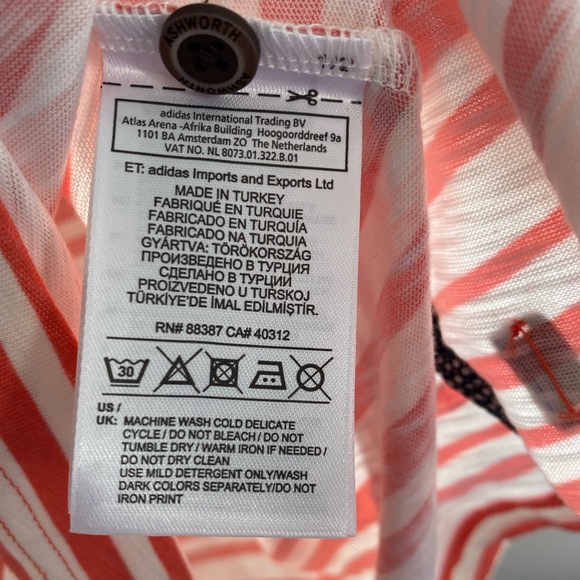 ASHWORTH
ASHWORTH
adidas International Trading BV
Atlas Arena -Afrika Building Hoogoorddreef 9a
1101 BA Amsterdam ZO The Netherlands
VAT NO. NL 8073.01.322.B.01
ET: adidas Imports and Exports Ltd
MADE IN TURKEY
FABRIQUÉ EN TURQUIE
FABRICADO EN TURQUÍA
FABRICADO NA TURQUIA
GYÁRTVA: TÖRÖKORSZÁG
ПРОИЗВЕДЕНО В ТУРЦИЯ
СДЕЛАНО В ТУРЦИИ
PROIZVEDENO U TURSKOJ
TÜRKİYE'DE İMAL EDİLMİŞTİR.
RN# 88387 CA# 40312
30
US /
UK: MACHINE WASH COLD DELICATE
CYCLE / DO NOT BLEACH / DO NOT
TUMBLE DRY / WARM IRON IF NEEDED /
DO NOT DRY CLEAN
USE MILD DETERGENT ONLY/WASH
DARK COLORS SEPARATELY/DO NOT
IRON PRINT